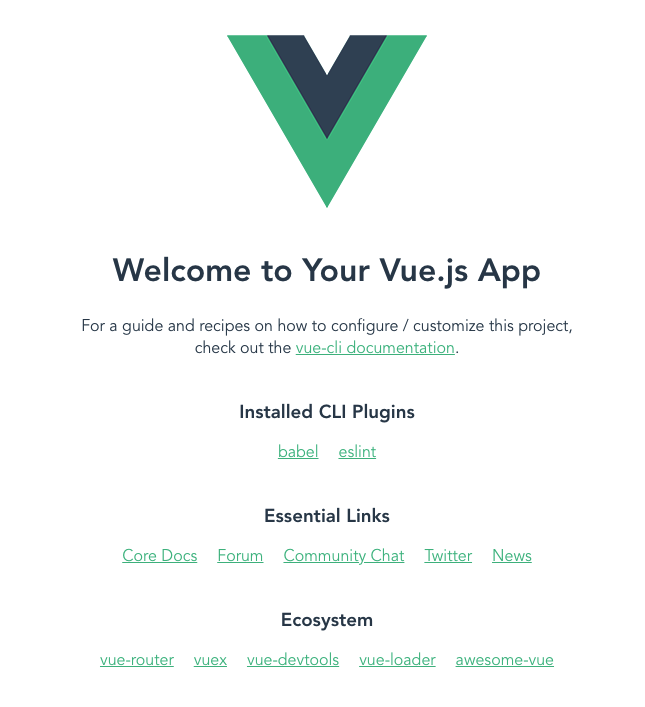 Welcome to Your Vue.js App
For a guide and recipes on how to configure / customize this project,
check out the vue-cli documentation.
Installed CLI Plugins
babel eslint
Essential Links
Core Docs Forum Community Chat Twitter News
Ecosystem
vue-router vuex vue-devtools vue-loader awesome-vue